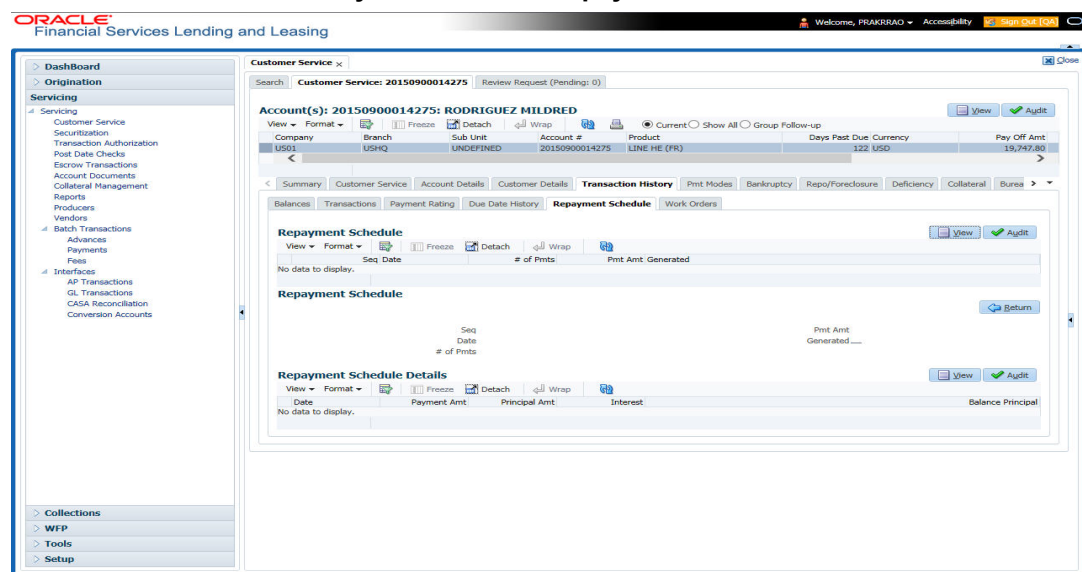 ORACLE
Financial Services Lending and Leasing
Welcome, PRAKRRAO Accessibility Sign Out [QA]
Close
DashBoard
Origination
Servicing
Servicing
Customer Service
Securitization
Transaction Authorization
Post Date Checks
Escrow Transactions
Account Documents
Collateral Management
Reports
Producers
Vendors
Batch Transactions
Advances
Payments
Fees
Interfaces
AP Transactions
GL Transactions
CASA Reconciliation
Conversion Accounts
Collections
WFP
Tools
Setup
Customer Service x
Search Customer Service: 20150900014275 Review Request (Pending: 0)
Account(s): 20150900014275: RODRIGUEZ MILDRED View Audit
View Format Freeze Detach Wrap Current Show All Group Follow-up
Company Branch Sub Unit Account # Product Days Past Due Currency Pay Off Amt
US01 USHQ UNDEFINED 20150900014275 LINE HE (FR) 122 USD 19,747.80
Summary Customer Service Account Details Customer Details Transaction History Pmt Modes Bankruptcy Repo/Foreclosure Deficiency Collateral Burea
Balances Transactions Payment Rating Due Date History Repayment Schedule Work Orders
Repayment Schedule View Audit
View Format Freeze Detach Wrap
Seq Date # of Pmts Pmt Amt Generated
No data to display.
Repayment Schedule
Return
Seq Pmt Amt
Date Generated
# of Pmts
Repayment Schedule Details View Audit
View Format Freeze Detach Wrap
Date Payment Amt Principal Amt Interest Balance Principal
No data to display.